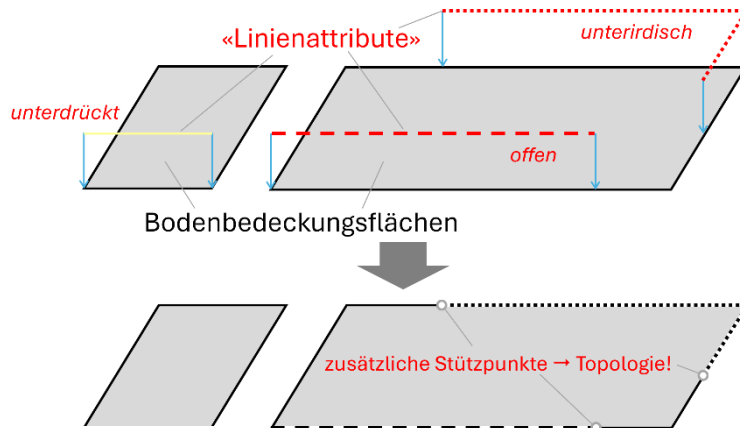 «Linienattribute»
unterirdisch
unterdrückt
offen
Bodenbedeckungsflächen
zusätzliche Stützpunkte → Topologie!